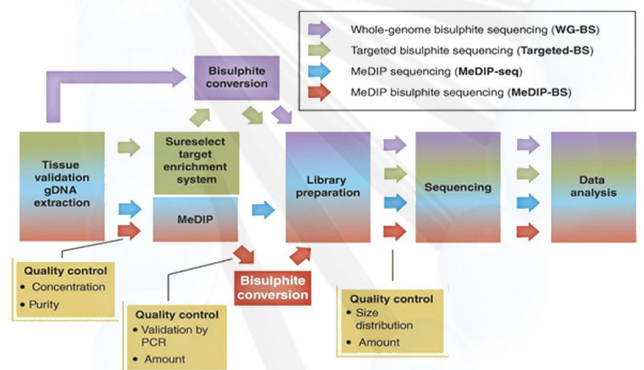 Whole-genome bisulphite sequencing (WG-BS)
Targeted bisulphite sequencing (Targeted-BS)
MeDIP sequencing (MeDIP-seq)
MeDIP bisulphite sequencing (MeDIP-BS)
Bisulphite
conversion
Tissue
validation
gDNA
extraction
Sureselect
target
enrichment
system
MeDIP
Library
preparation
Sequencing
Data
analysis
Bisulphite
conversion
Quality control
• Concentration
• Purity
Quality control
• Validation by
PCR
• Amount
Quality control
• Size
distribution
• Amount